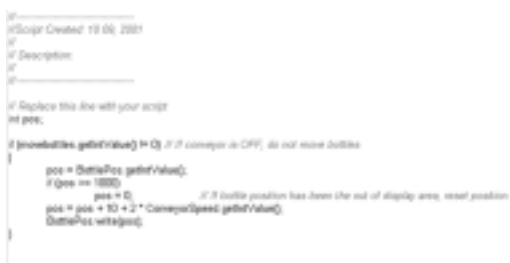 //------------------------------
//Script Created: 10 09, 2001
//
// Description:
//
//------------------------------
// Replace this line with your script
int pos;
if (movebottles.getIntValue() != 0) // If conveyor is OFF, do not move bottles
{
pos = BottlePos.getIntValue();
if (pos == 1000)
pos = 0; // If bottle position has been the out of display area, reset position
pos = pos + 10 + 2 * ConveyorSpeed.getIntValue();
BottlePos.write(pos);
}